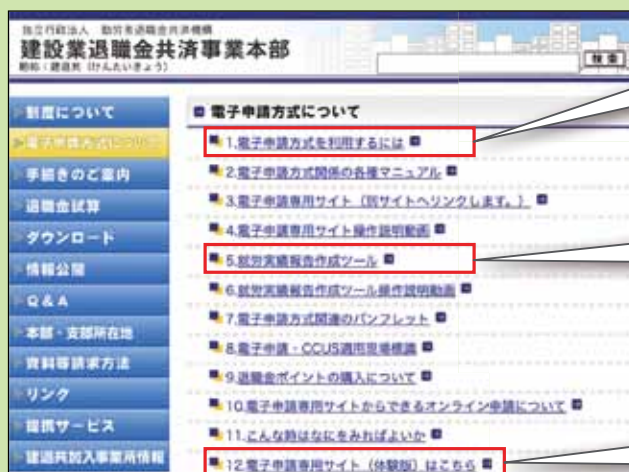 独立行政法人 勤労者退職金共済機構
建設業退職金共済事業本部
略称:建退共(けんたいきょう)
検索
制度について
電子申請方式について
手続きのご案内
退職金試算
ダウンロード
情報公開
Q&A
本部・支部所在地
資料等請求方法
リンク
提携サービス
建退共加入事業所情報
電子申請方式について
1.電子申請方式を利用するには
2.電子申請方式関係の各種マニュアル
3.電子申請専用サイト(別サイトへリンクします。)
4.電子申請専用サイト操作説明動画
5.就労実績報告作成ツール
6.就労実績報告作成ツール操作説明動画
7.電子申請方式関連のパンフレット
8.電子申請・CCUS適用現場標識
9.退職金ポイントの購入について
10.電子申請専用サイトからできるオンライン申請について
11.こんな時はなにをみればよいか
12.電子申請専用サイト(体験版)はこちら